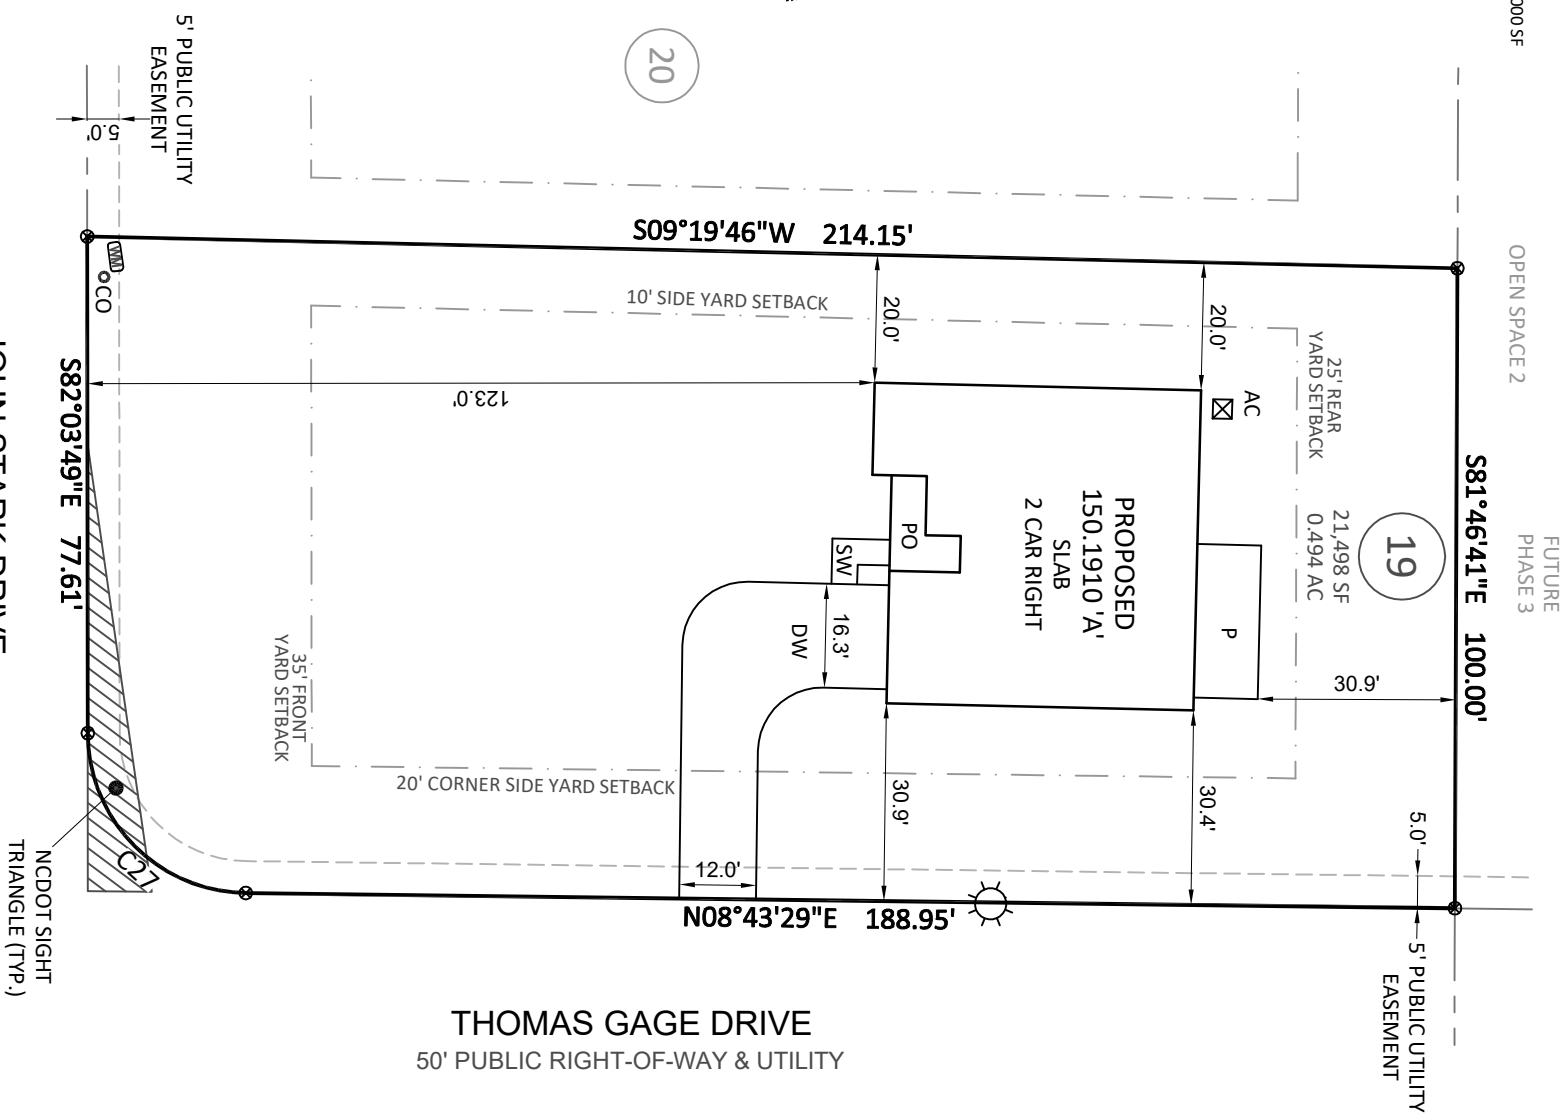 000 SF
5' PUBLIC UTILITY
EASEMENT
5.0'
20
S09°19'46"W 214.15'
OPEN SPACE 2
FUTURE
PHASE 3
WM
CO
10' SIDE YARD SETBACK
20.0'
20.0'
25' REAR
YARD SETBACK
AC
123.0'
S82°03'49"E 77.61'
S81°46'41"E 100.00'
19
21,498 SF
0.494 AC
PROPOSED
150.1910 'A'
SLAB
2 CAR RIGHT
PO
SW
P
16.3'
DW
30.9'
35' FRONT
YARD SETBACK
20' CORNER SIDE YARD SETBACK
30.9'
30.4'
5.0'
12.0'
C27
N08°43'29"E 188.95'
NCDOT SIGHT
TRIANGLE (TYP.)
5' PUBLIC UTILITY
EASEMENT
THOMAS GAGE DRIVE
50' PUBLIC RIGHT-OF-WAY & UTILITY